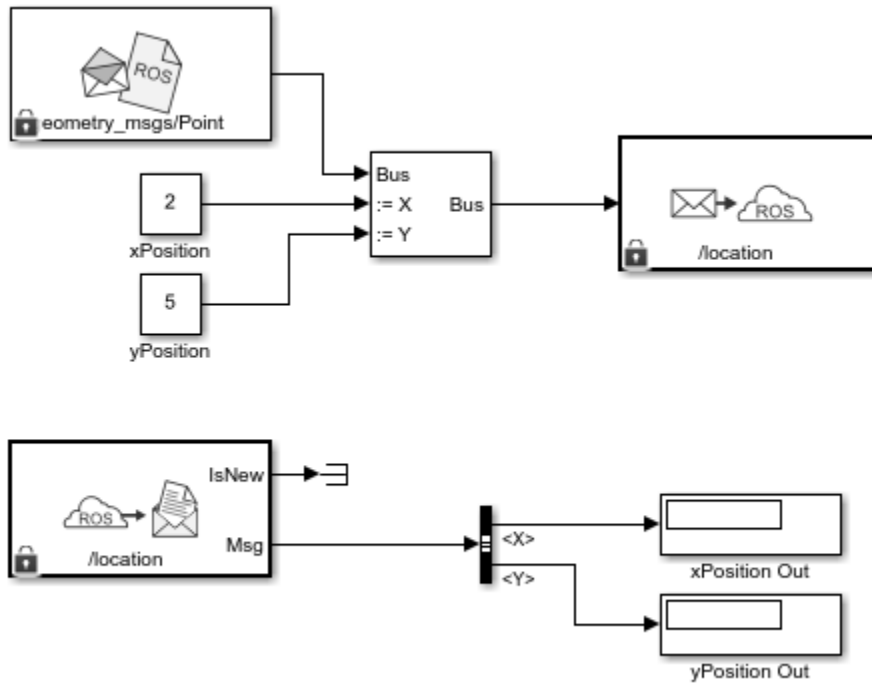 ROS
eometry_msgs/Point
2
xPosition
5
yPosition
Bus
:= X
:= Y
Bus
ROS
/location
ROS
/location
IsNew
Msg
<X>
<Y>
xPosition Out
yPosition Out